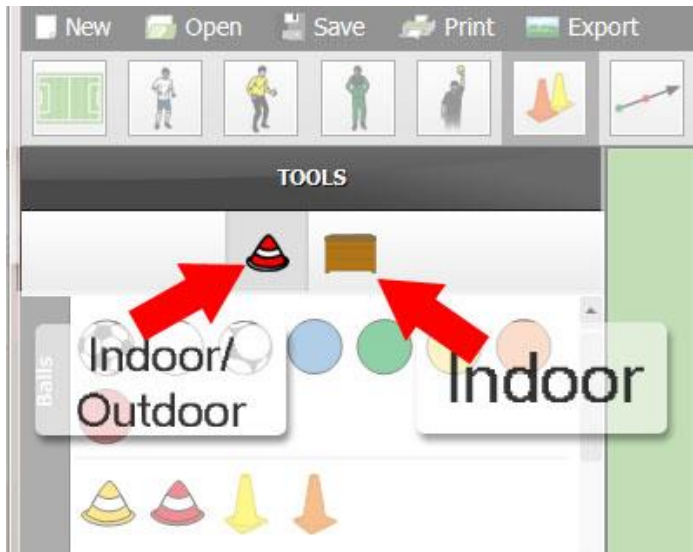 New Open Save Print Export
TOOLS
Indoor/
Outdoor
Indoor
Balls